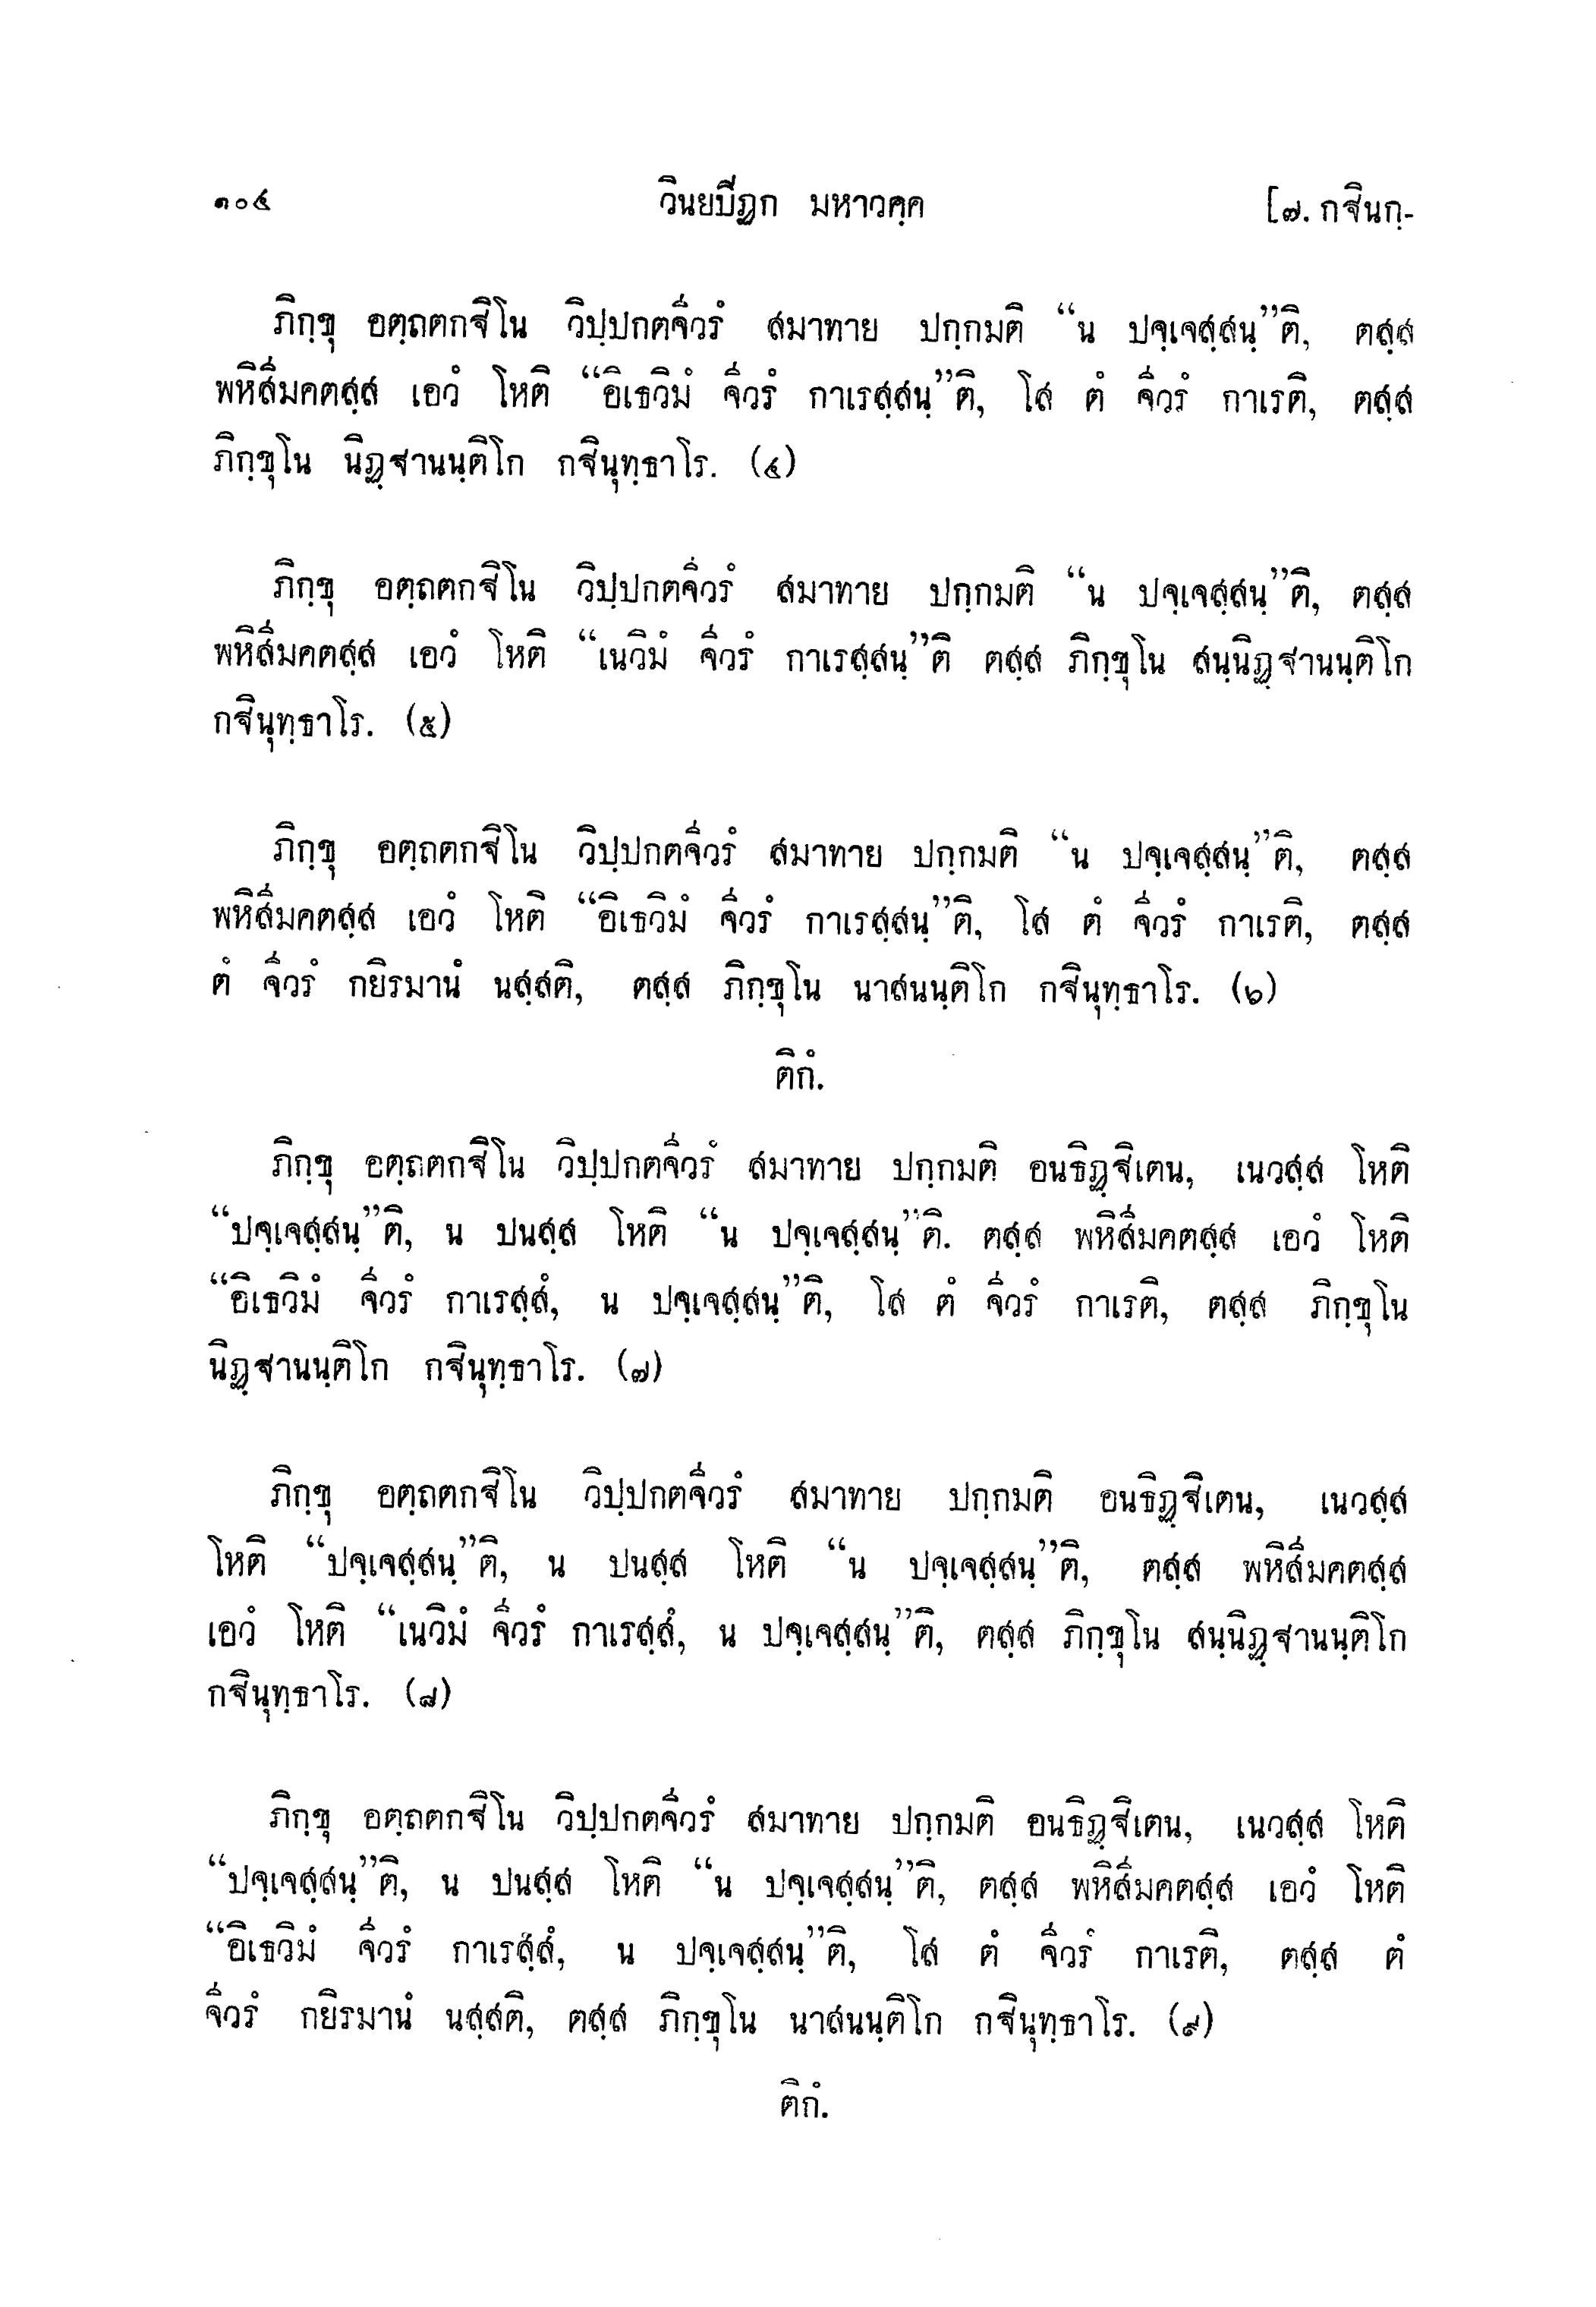 ๑๐๔ วินยปิฏก มหาวคฺค [๗. กฐินกฺ-
ภิกฺขุ อตฺถตกฐิโน วิปฺปกตจีวรํ สมาทาย ปกฺกมติ “น ปจฺเจสฺสนฺ”ติ, ตสฺส
พหิสีมคตสฺส เอวํ โหติ “อิเธวิมํ จีวรํ กาเรสฺสนฺ”ติ, โส ตํ จีวรํ กาเรติ, ตสฺส
ภิกฺขุโน นิฏฺฐานนฺติโก กฐินุทฺธาโร. (๔)
ภิกฺขุ อตฺถตกฐิโน วิปฺปกตจีวรํ สมาทาย ปกฺกมติ “น ปจฺเจสฺสนฺ”ติ, ตสฺส
พหิสีมคตสฺส เอวํ โหติ “เนวิมํ จีวรํ กาเรสฺสนฺ”ติ ตสฺส ภิกฺขุโน สนฺนิฏฺฐานนฺติโก
กฐินุทฺธาโร. (๕)
ภิกฺขุ อตฺถตกฐิโน วิปฺปกตจีวรํ สมาทาย ปกฺกมติ “น ปจฺเจสฺสนฺ”ติ, ตสฺส
พหิสีมคตสฺส เอวํ โหติ “อิเธวิมํ จีวรํ กาเรสฺสนฺ”ติ, โส ตํ จีวรํ กาเรติ, ตสฺส
ตํ จีวรํ กยิรมานํ นสฺสติ, ตสฺส ภิกฺขุโน นาสนนฺติโก กฐินุทฺธาโร. (๖)
ติกํ.
ภิกฺขุ อตฺถตกฐิโน วิปฺปกตจีวรํ สมาทาย ปกฺกมติ อนธิฏฺฐิเตน, เนวสฺส โหติ
“ปจฺเจสฺสนฺ”ติ, น ปนสฺส โหติ “น ปจฺเจสฺสนฺ”ติ. ตสฺส พหิสีมคตสฺส เอวํ โหติ
“อิเธวิมํ จีวรํ กาเรสฺสํ, น ปจฺเจสฺสนฺ”ติ, โส ตํ จีวรํ กาเรติ, ตสฺส ภิกฺขุโน
นิฏฺฐานนฺติโก กฐินุทฺธาโร. (๗)
ภิกฺขุ อตฺถตกฐิโน วิปฺปกตจีวรํ สมาทาย ปกฺกมติ อนธิฏฺฐิเตน, เนวสฺส
โหติ “ปจฺเจสฺสนฺ”ติ, น ปนสฺส โหติ “น ปจฺเจสฺสนฺ”ติ, ตสฺส พหิสีมคตสฺส
เอวํ โหติ “เนวิมํ จีวรํ กาเรสฺสํ, น ปจฺเจสฺสนฺ”ติ, ตสฺส ภิกฺขุโน สนฺนิฏฺฐานนฺติโก
กฐินุทฺธาโร. (๘)
ภิกฺขุ อตฺถตกฐิโน วิปฺปกตจีวรํ สมาทาย ปกฺกมติ อนธิฏฺฐิเตน, เนวสฺส โหติ
“ปจฺเจสฺสนฺ”ติ, น ปนสฺส โหติ “น ปจฺเจสฺสนฺ”ติ, ตสฺส พหิสีมคตสฺส เอวํ โหติ
“อิเธวิมํ จีวรํ กาเรสฺสํ, น ปจฺเจสฺสนฺ”ติ, โส ตํ จีวรํ กาเรติ, ตสฺส ตํ
จีวรํ กยิรมานํ นสฺสติ, ตสฺส ภิกฺขุโน นาสนนฺติโก กฐินุทฺธาโร. (๙)
ติกํ.